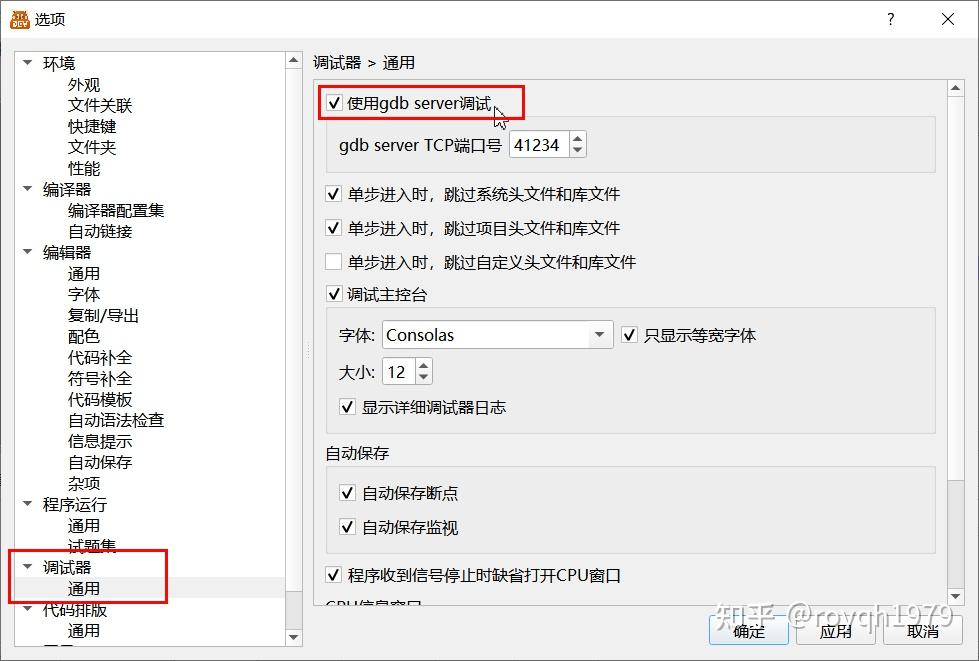 选项
环境
外观
文件关联
快捷键
文件夹
性能
编译器
编译器配置集
自动链接
编辑器
通用
字体
复制/导出
配色
代码补全
符号补全
代码模板
自动语法检查
信息提示
自动保存
杂项
程序运行
通用
试题集
调试器
通用
代码排版
通用
调试器 > 通用
使用gdb server调试
gdb server TCP端口号 41234
单步进入时，跳过系统头文件和库文件
单步进入时，跳过项目头文件和库文件
单步进入时，跳过自定义头文件和库文件
调试主控台
字体: Consolas 只显示等宽字体
大小: 12
显示详细调试器日志
自动保存
自动保存断点
自动保存监视
程序收到信号停止时缺省打开CPU窗口
CPU信息窗口
知乎 @royqh1979
确定 应用 取消